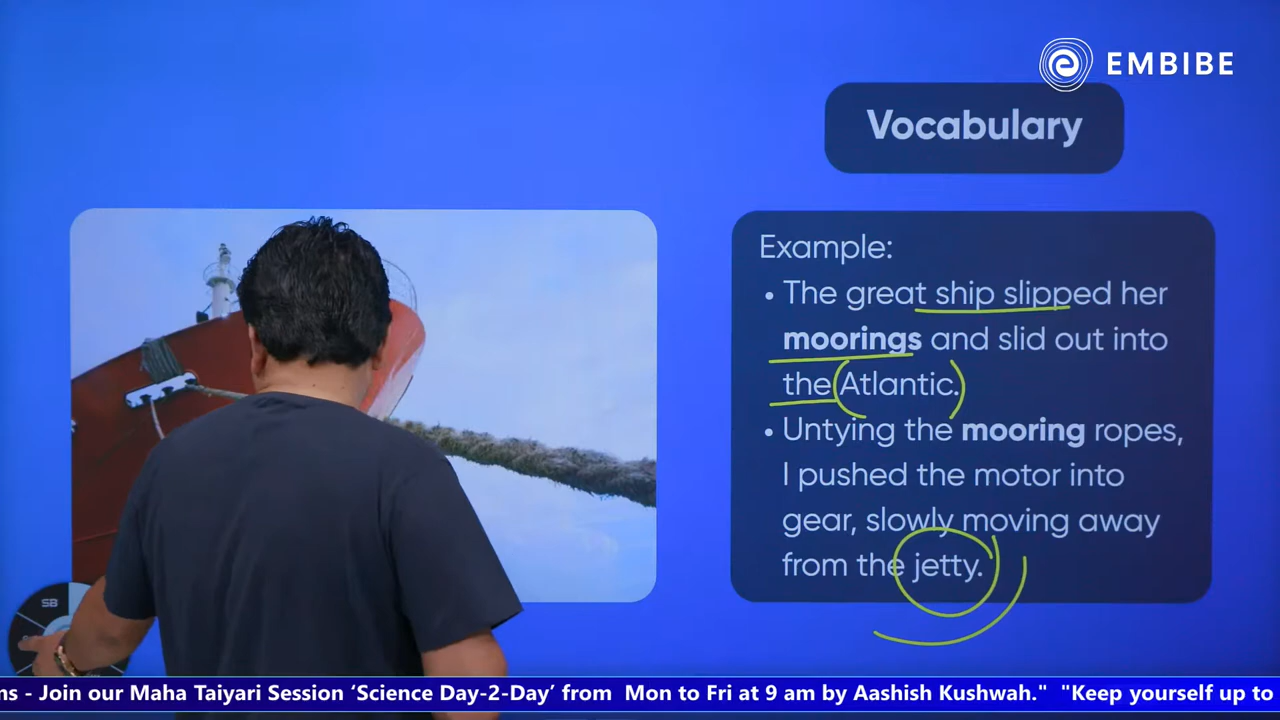 EMBIBE
Vocabulary
Example:
• The great ship slipped her
moorings and slid out into
the Atlantic.
• Untying the mooring ropes,
I pushed the motor into
gear, slowly moving away
from the jetty.
SB
ns - Join our Maha Taiyari Session ‘Science Day-2-Day’ from Mon to Fri at 9 am by Aashish Kushwah." "Keep yourself up to